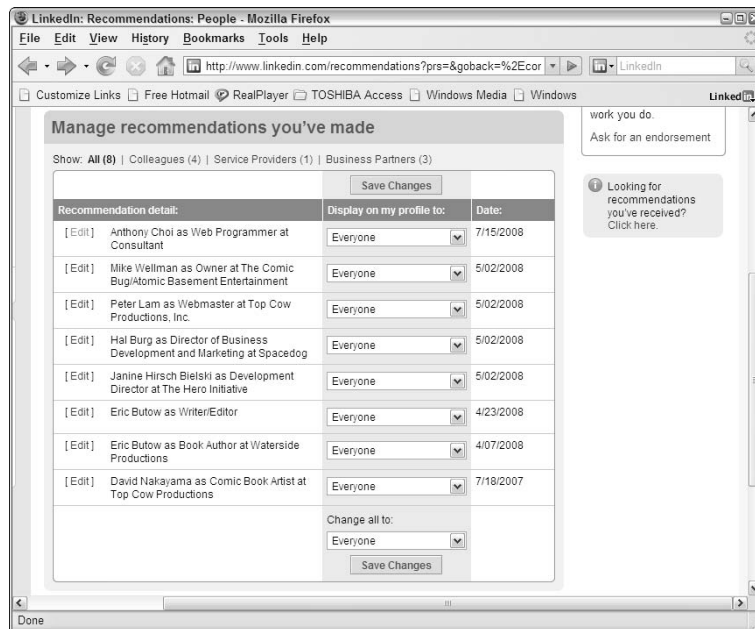 LinkedIn: Recommendations: People - Mozilla Firefox
File Edit View History Bookmarks Tools Help
http://www.linkedin.com/recommendations?prs=&goback=%2Ecor
LinkedIn
Customize Links Free Hotmail RealPlayer TOSHIBA Access Windows Media Windows
Linked in
Manage recommendations you've made
work you do.
Ask for an endorsement
Show: All (8) | Colleagues (4) | Service Providers (1) | Business Partners (3)
Save Changes
Looking for
recommendations
you've received?
Click here.
Recommendation detail: Display on my profile to: Date:
[Edit] Anthony Choi as Web Programmer at
Consultant
Everyone 7/15/2008
[Edit] Mike Wellman as Owner at The Comic
Bug/Atomic Basement Entertainment
Everyone 5/02/2008
[Edit] Peter Lam as Webmaster at Top Cow
Productions, Inc.
Everyone 5/02/2008
[Edit] Hal Burg as Director of Business
Development and Marketing at Spacedog
Everyone 5/02/2008
[Edit] Janine Hirsch Bielski as Development
Director at The Hero Initiative
Everyone 5/02/2008
[Edit] Eric Butow as Writer/Editor
Everyone 4/23/2008
[Edit] Eric Butow as Book Author at Waterside
Productions
Everyone 4/07/2008
[Edit] David Nakayama as Comic Book Artist at
Top Cow Productions
Everyone 7/18/2007
Change all to:
Everyone
Save Changes
Done